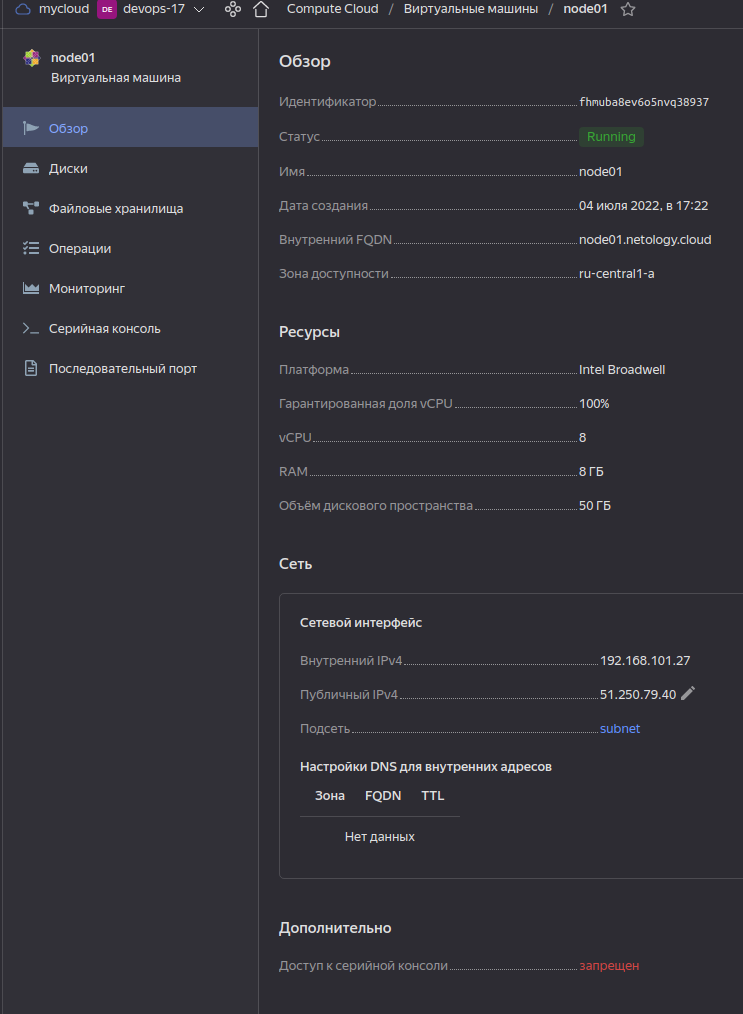 mycloud DE devops-17 Compute Cloud / Виртуальные машины / node01
node01
Виртуальная машина
Обзор
Диски
Файловые хранилища
Операции
Мониторинг
Серийная консоль
Последовательный порт
Обзор
Идентификатор fhmuba8ev6o5nvq38937
Статус Running
Имя node01
Дата создания 04 июля 2022, в 17:22
Внутренний FQDN node01.netology.cloud
Зона доступности ru-central1-a
Ресурсы
Платформа Intel Broadwell
Гарантированная доля vCPU 100%
vCPU 8
RAM 8 ГБ
Объём дискового пространства 50 ГБ
Сеть
Сетевой интерфейс
Внутренний IPv4 192.168.101.27
Публичный IPv4 51.250.79.40
Подсеть subnet
Настройки DNS для внутренних адресов
Зона FQDN TTL
Нет данных
Дополнительно
Доступ к серийной консоли запрещен